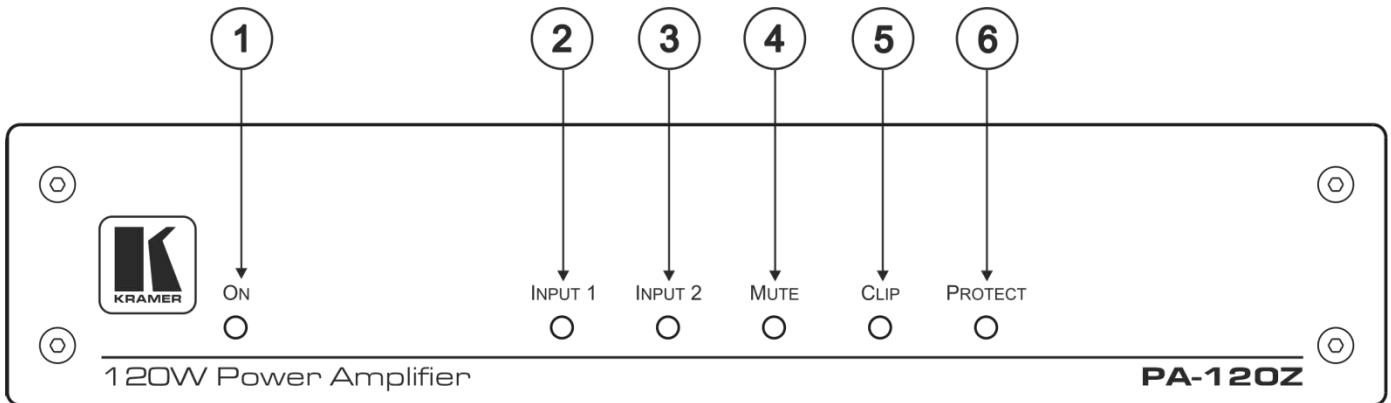 1 2 3 4 5 6
ON INPUT 1 INPUT 2 MUTE CLIP PROTECT
K
KRAMER
120W Power Amplifier PA-120Z